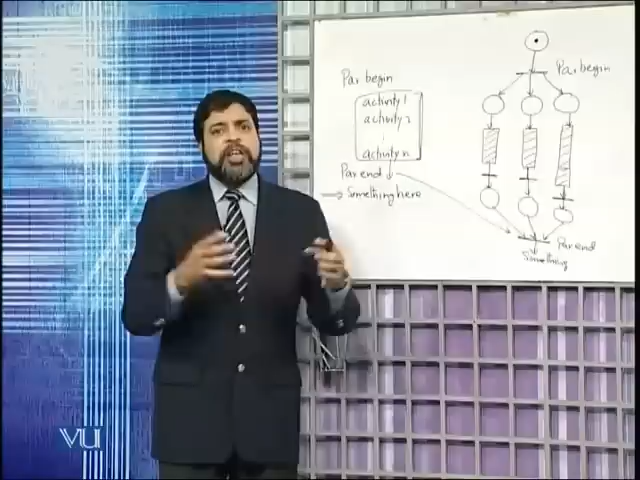 Par begin
activity 1
activity 2
activity n
Par end
Something here
Par begin
Par end
Something
VU